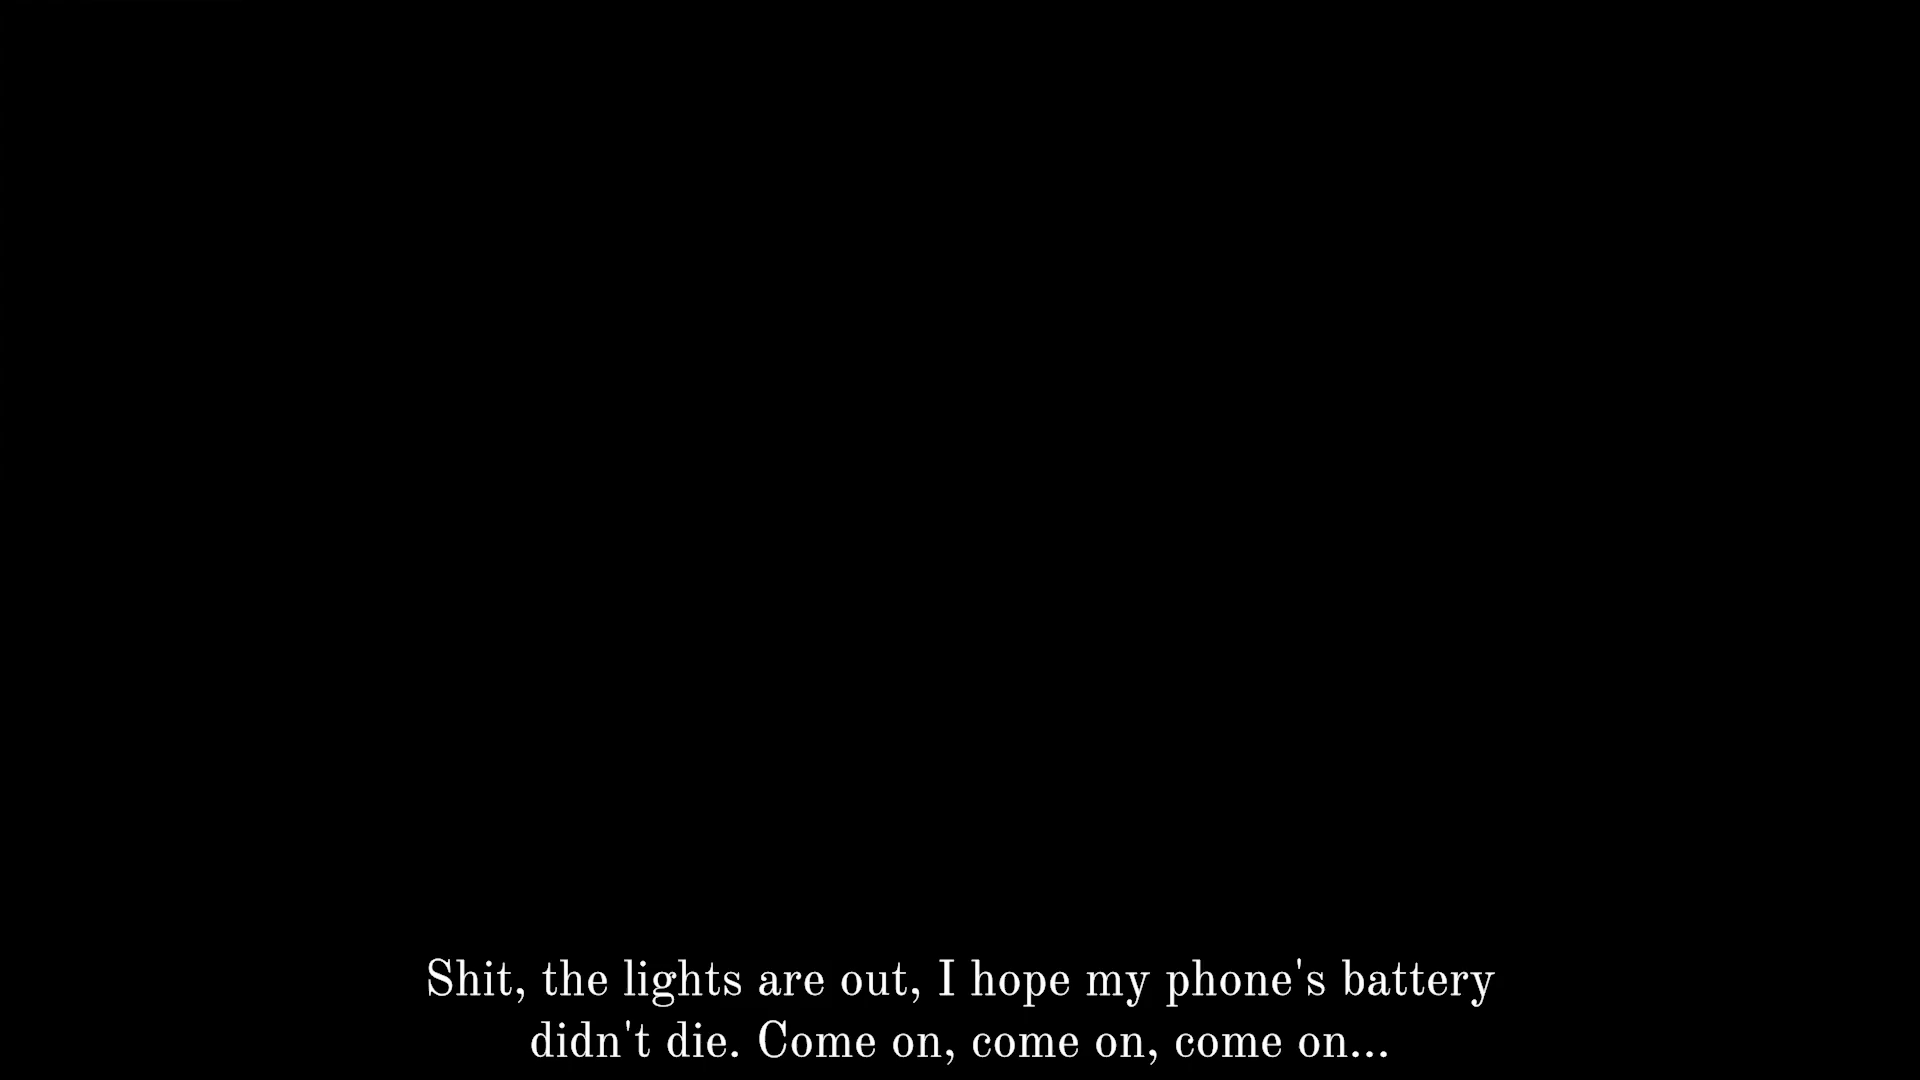 Shit, the lights are out, I hope my phone's battery
didn't die. Come on, come on, come on...